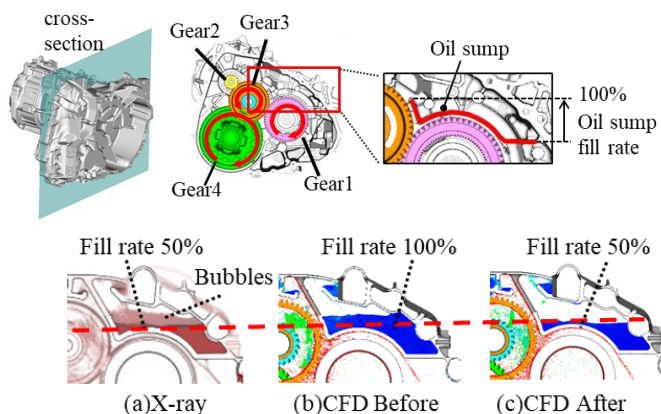 cross-
section
Gear2
Gear3
Gear4
Gear1
Oil sump
100%
Oil sump
fill rate
Fill rate 50%
Bubbles
Fill rate 100%
Fill rate 50%
(a)X-ray
(b)CFD Before
(c)CFD After